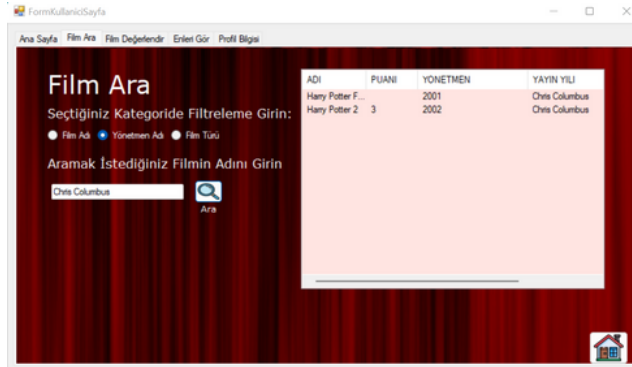 FormKullaniciSayfa
Ana Sayfa Film Ara Film Değerlendir Enleri Gör Profil Bilgisi
Film Ara
Seçtiğiniz Kategoride Filtreleme Girin:
Film Adı Yönetmen Adı Film Türü
Aramak İstediğiniz Filmin Adını Girin
Chris Columbus
Ara
ADI PUANI YONETMEN YAYIN YILI
Harry Potter F... 2001 Chris Columbus
Harry Potter 2 3 2002 Chris Columbus